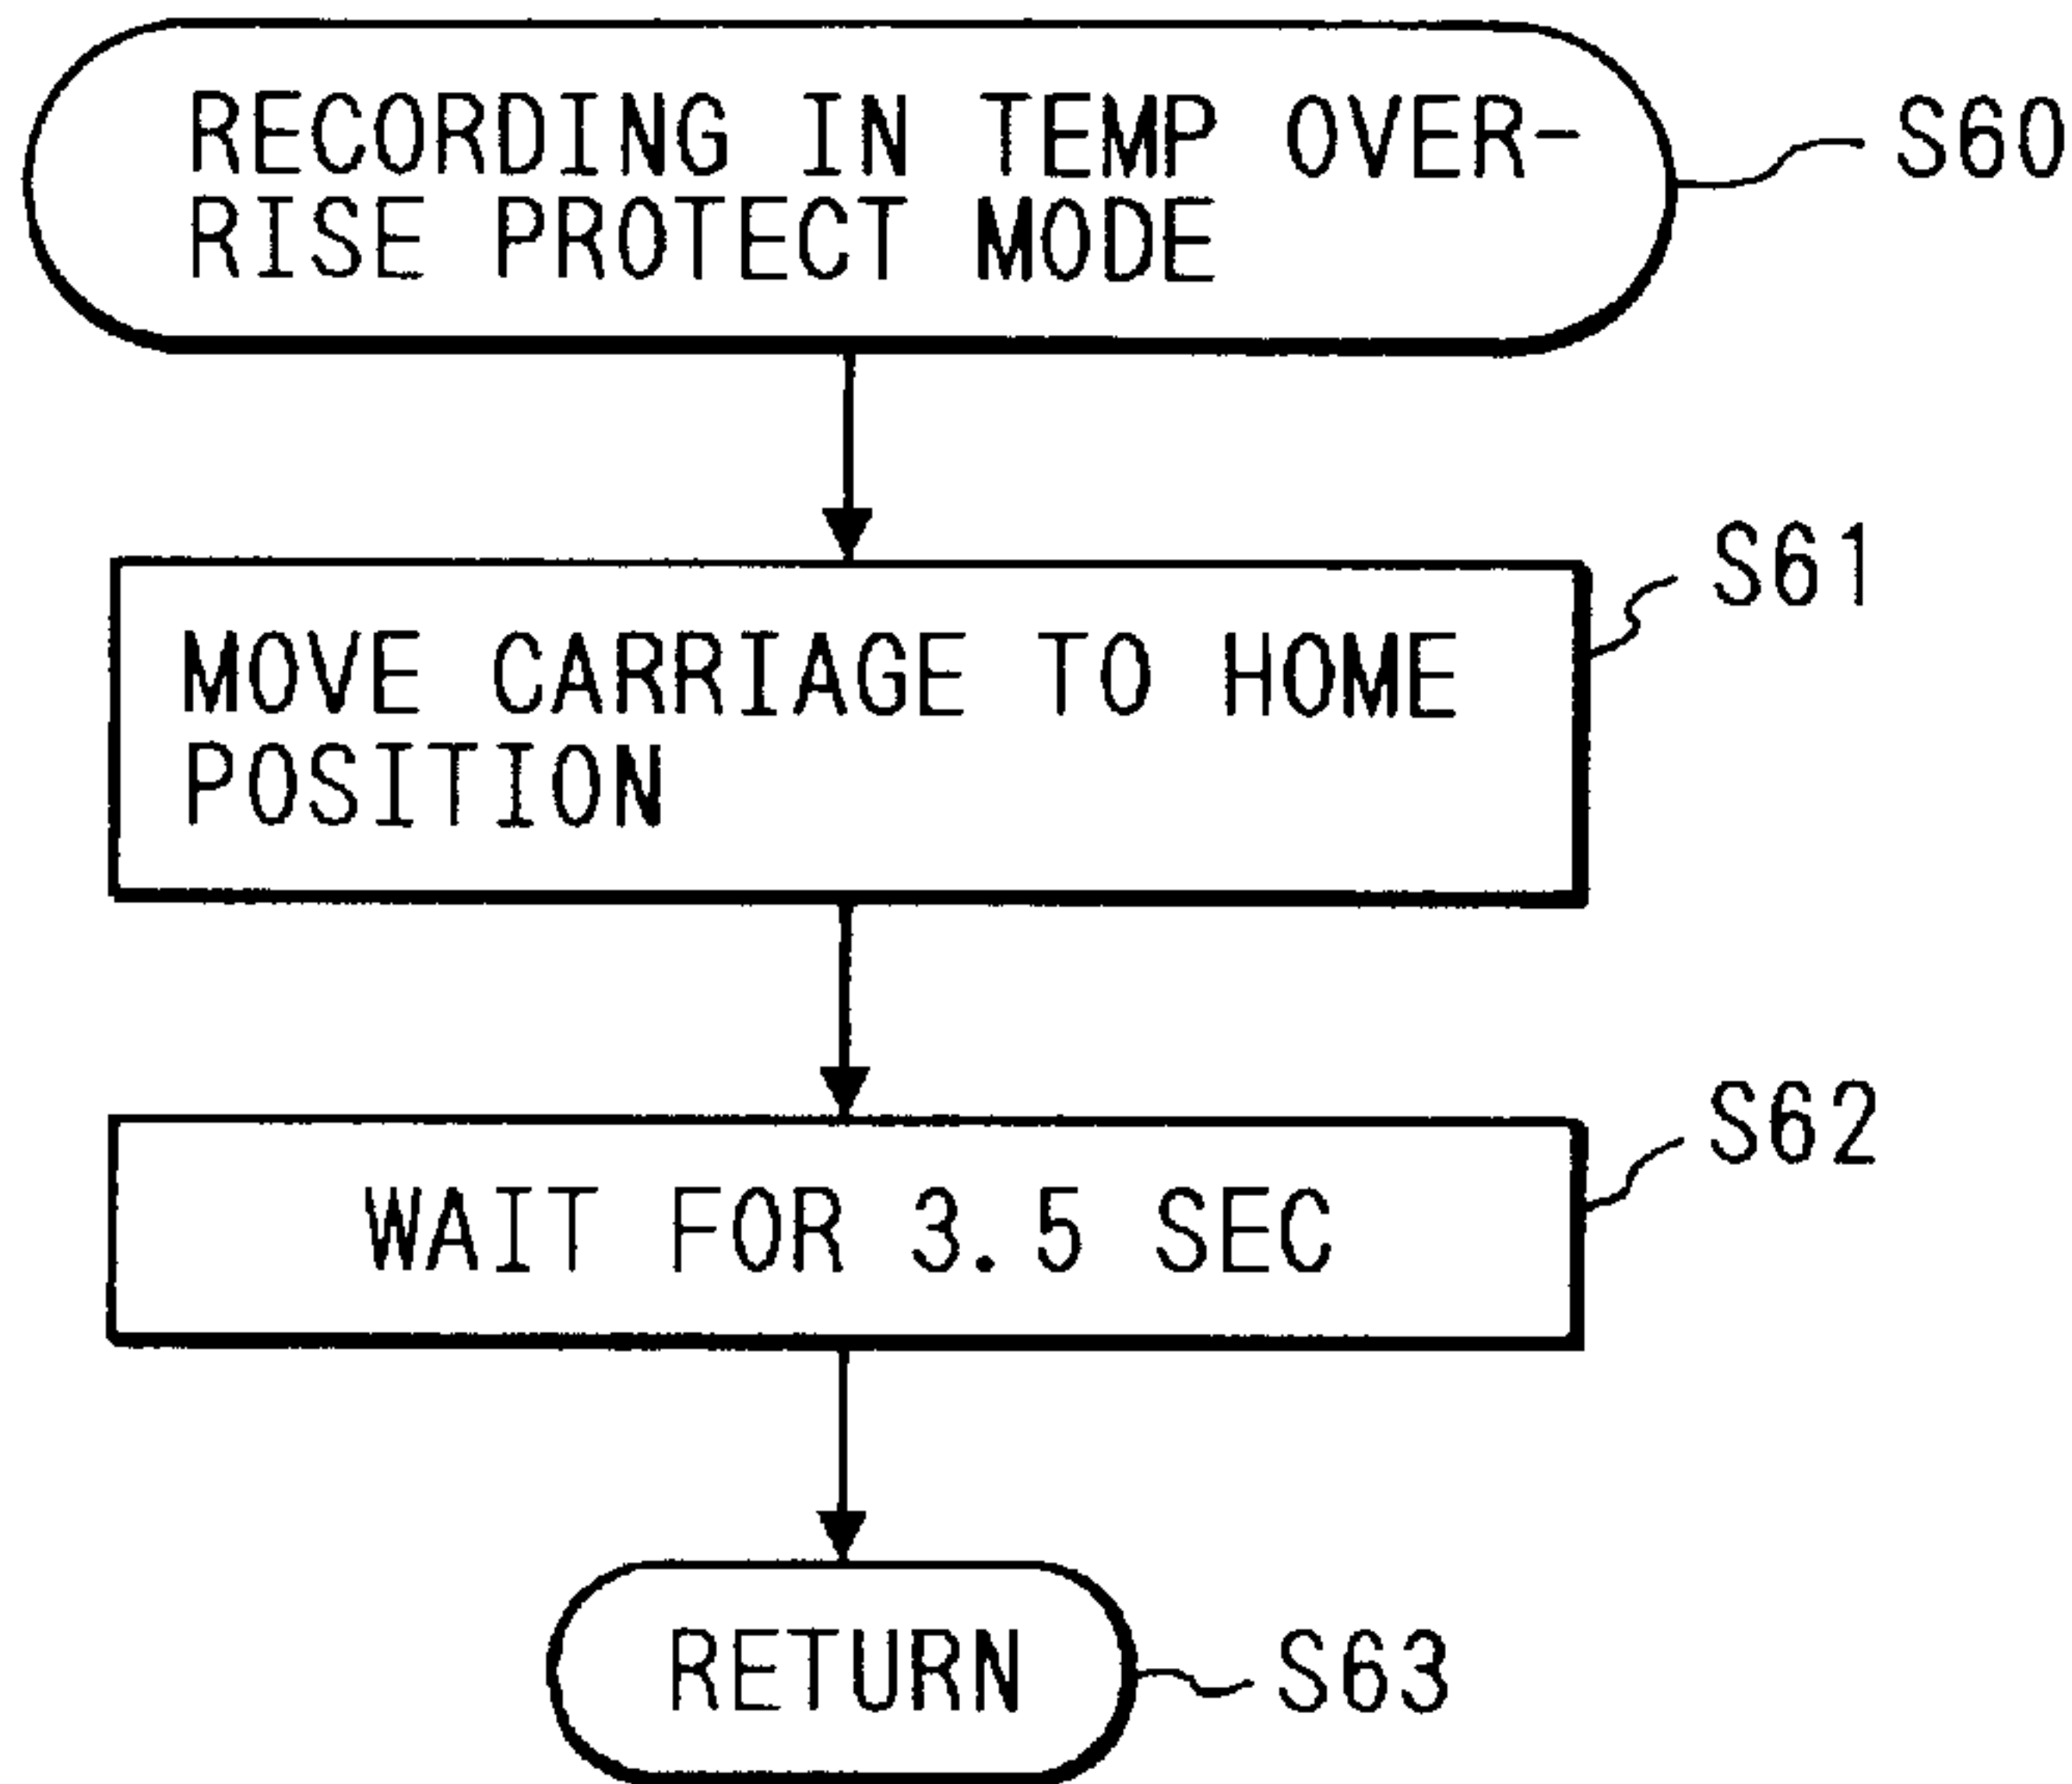 RECORDING IN TEMP OVER-
RISE PROTECT MODE
S60
MOVE CARRIAGE TO HOME
POSITION
S61
WAIT FOR 3.5 SEC
S62
RETURN
S63